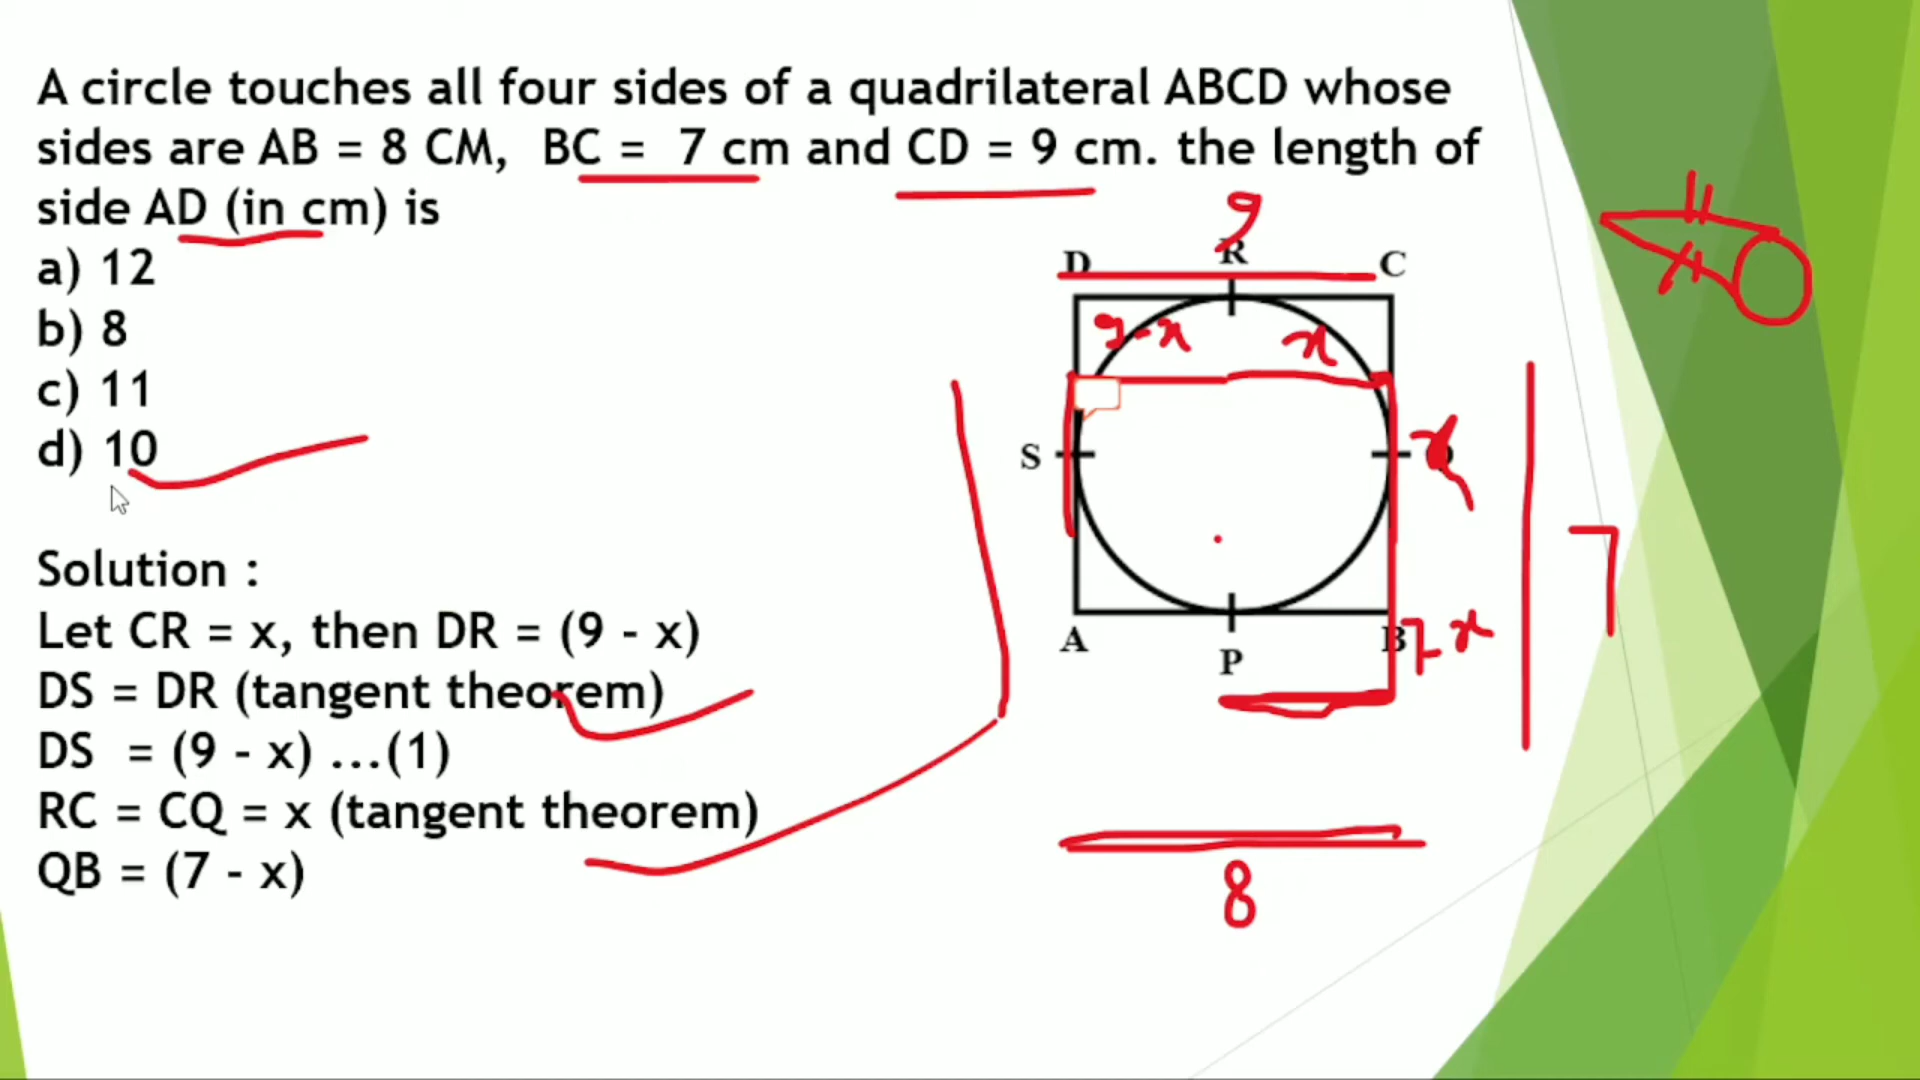 A circle touches all four sides of a quadrilateral ABCD whose
sides are AB = 8 CM, BC = 7 cm and CD = 9 cm. the length of
side AD (in cm) is
a) 12
b) 8
c) 11
d) 10
Solution :
Let CR = x, then DR = (9 - x)
DS = DR (tangent theorem)
DS = (9 - x) ...(1)
RC = CQ = x (tangent theorem)
QB = (7 - x)
9
D R C
9-x x
S x
7
A B 7-x
P
8